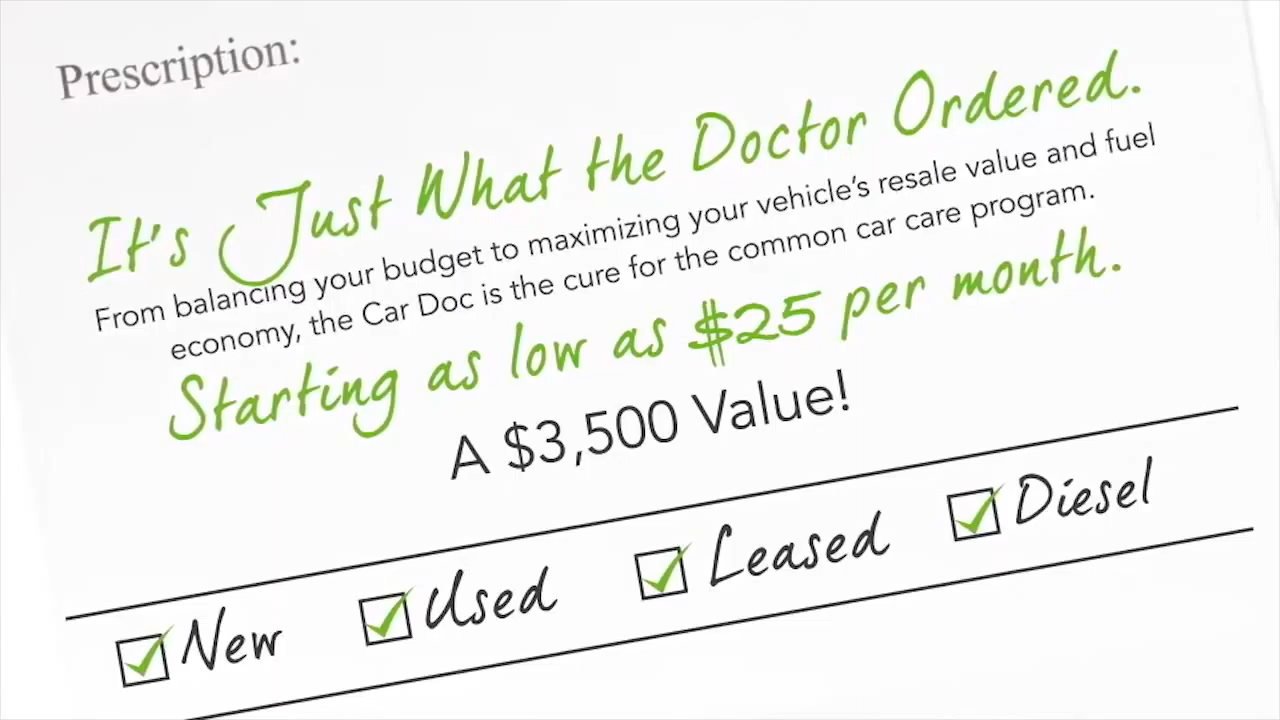 Prescription:
It's Just What the Doctor Ordered.
From balancing your budget to maximizing your vehicle's resale value and fuel
economy, the Car Doc is the cure for the common car care program.
Starting as low as $25 per month.
A $3,500 Value!
New Used Leased Diesel